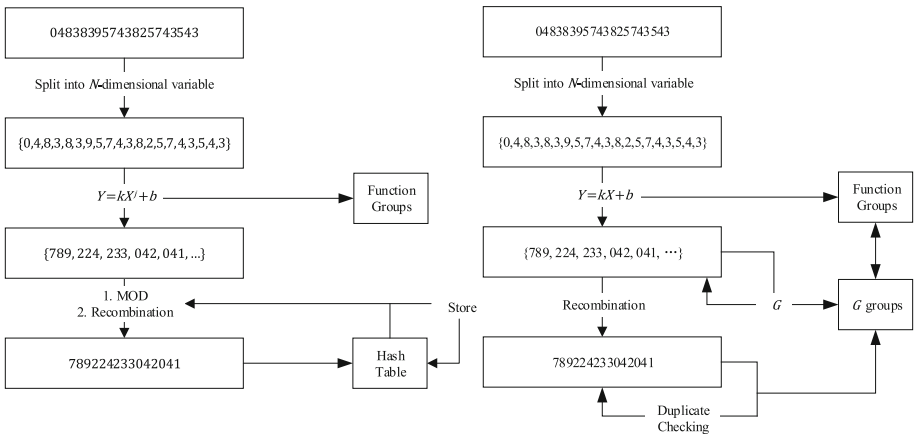 04838395743825743543
Split into N-dimensional variable
{0,4,8,3,8,3,9,5,7,4,3,8,2,5,7,4,3,5,4,3}
Y=kX^j+b
Function
Groups
{789, 224, 233, 042, 041, ...}
1. MOD
2. Recombination
Store
789224233042041
Hash
Table
04838395743825743543
Split into N-dimensional variable
{0,4,8,3,8,3,9,5,7,4,3,8,2,5,7,4,3,5,4,3}
Y=kX+b
Function
Groups
{789, 224, 233, 042, 041, ⋯}
Recombination
G
G groups
789224233042041
Duplicate
Checking